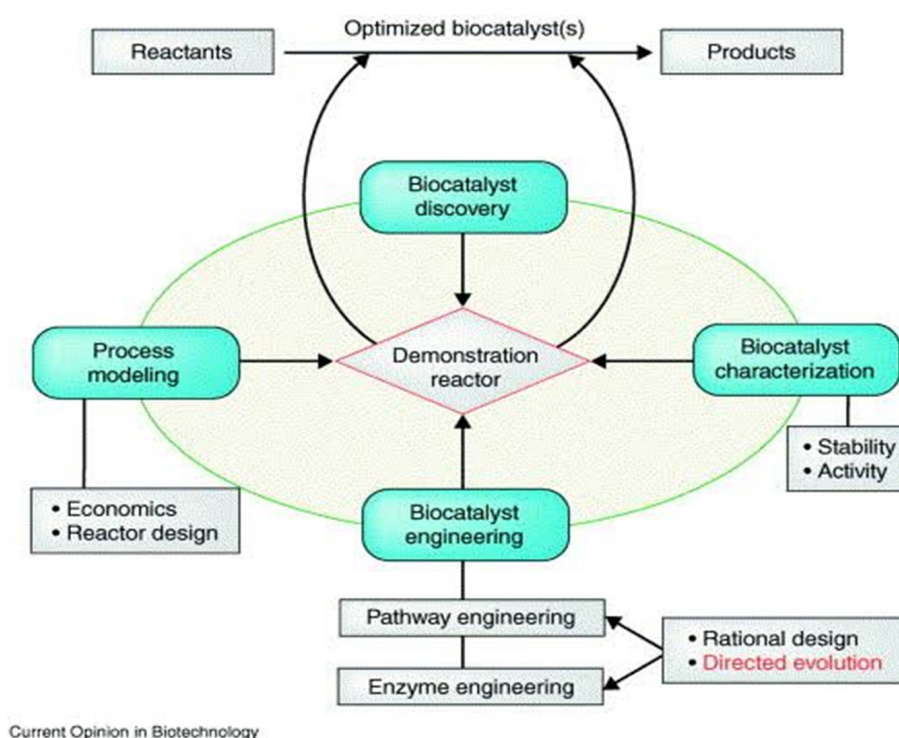 Optimized biocatalyst(s)
Reactants
Products
Biocatalyst
discovery
Process
modeling
Demonstration
reactor
Biocatalyst
characterization
• Stability
• Activity
• Economics
• Reactor design
Biocatalyst
engineering
Pathway engineering
Enzyme engineering
• Rational design
• Directed evolution
Current Opinion in Biotechnology